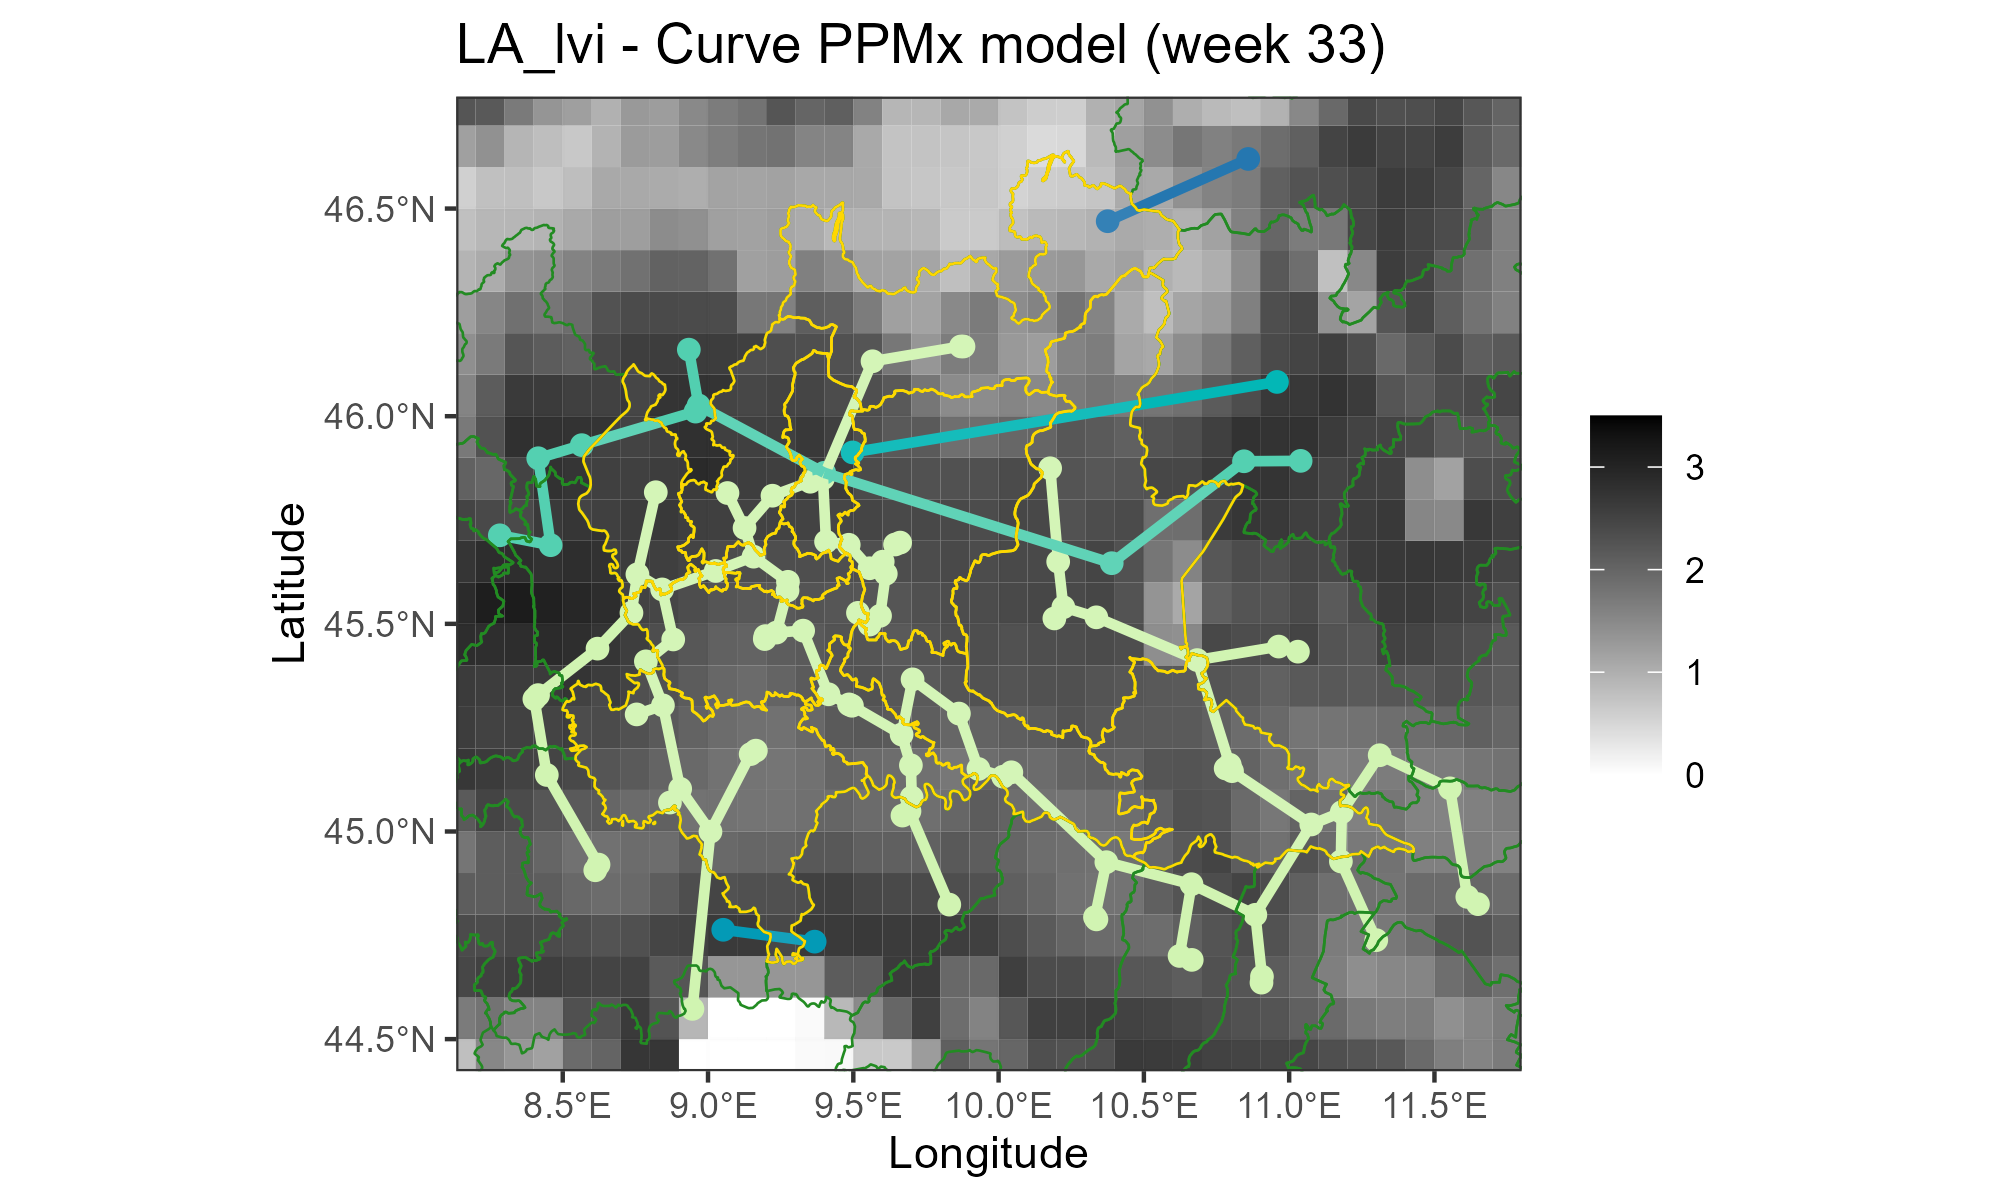 LA_lvi - Curve PPMx model (week 33)
46.5°N
46.0°N
45.5°N
45.0°N
44.5°N
Latitude
8.5°E 9.0°E 9.5°E 10.0°E 10.5°E 11.0°E 11.5°E
Longitude
3
2
1
0